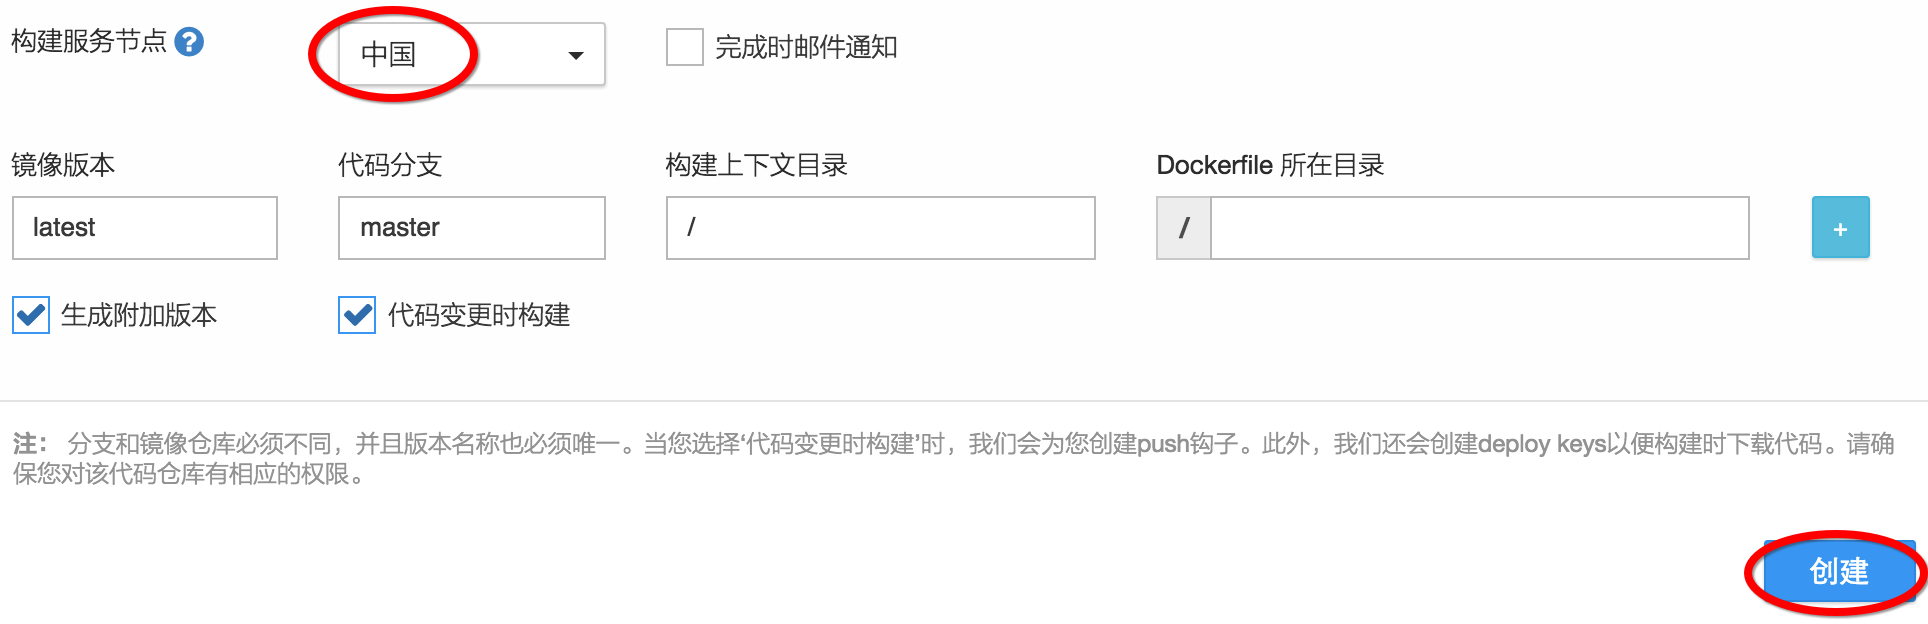 构建服务节点 ?
中国
完成时邮件通知
镜像版本
代码分支
构建上下文目录
Dockerfile 所在目录
latest
master
/
/
+
生成附加版本
代码变更时构建
注： 分支和镜像仓库必须不同，并且版本名称也必须唯一。当您选择‘代码变更时构建’时，我们会为您创建push钩子。此外，我们还会创建deploy keys以便构建时下载代码。请确
保您对该代码仓库有相应的权限。
创建